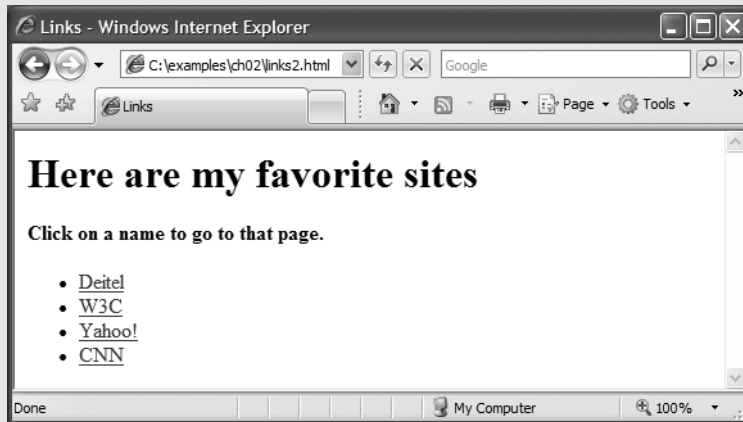 Links - Windows Internet Explorer
C:\examples\ch02\links2.html Google
Links Page Tools »
Here are my favorite sites
Click on a name to go to that page.
• Deitel
• W3C
• Yahoo!
• CNN
Done My Computer 100%